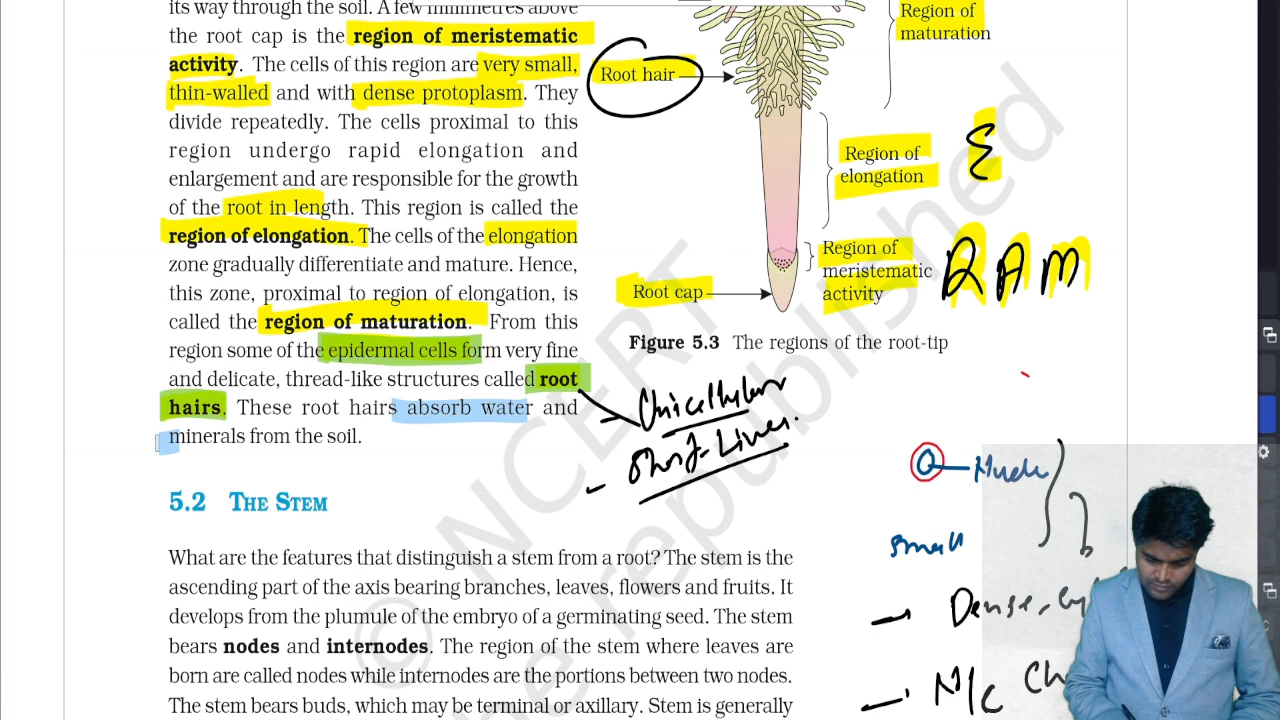 its way through the soil. A few millimetres above
the root cap is the region of meristematic
activity. The cells of this region are very small,
thin-walled and with dense protoplasm. They
divide repeatedly. The cells proximal to this
region undergo rapid elongation and
enlargement and are responsible for the growth
of the root in length. This region is called the
region of elongation. The cells of the elongation
zone gradually differentiate and mature. Hence,
this zone, proximal to region of elongation, is
called the region of maturation. From this
region some of the epidermal cells form very fine
and delicate, thread-like structures called root
hairs. These root hairs absorb water and
minerals from the soil.
Region of
maturation
Root hair
Region of
elongation
Σ
Region of
meristematic
activity
RAM
Root cap
Figure 5.3 The regions of the root-tip
- Unicellular
- Short-Lives.
5.2 THE STEM
What are the features that distinguish a stem from a root? The stem is the
ascending part of the axis bearing branches, leaves, flowers and fruits. It
develops from the plumule of the embryo of a germinating seed. The stem
bears nodes and internodes. The region of the stem where leaves are
born are called nodes while internodes are the portions between two nodes.
The stem bears buds, which may be terminal or axillary. Stem is generally
small
- Dense, cy
- N/C Ch
© NCERT
republished